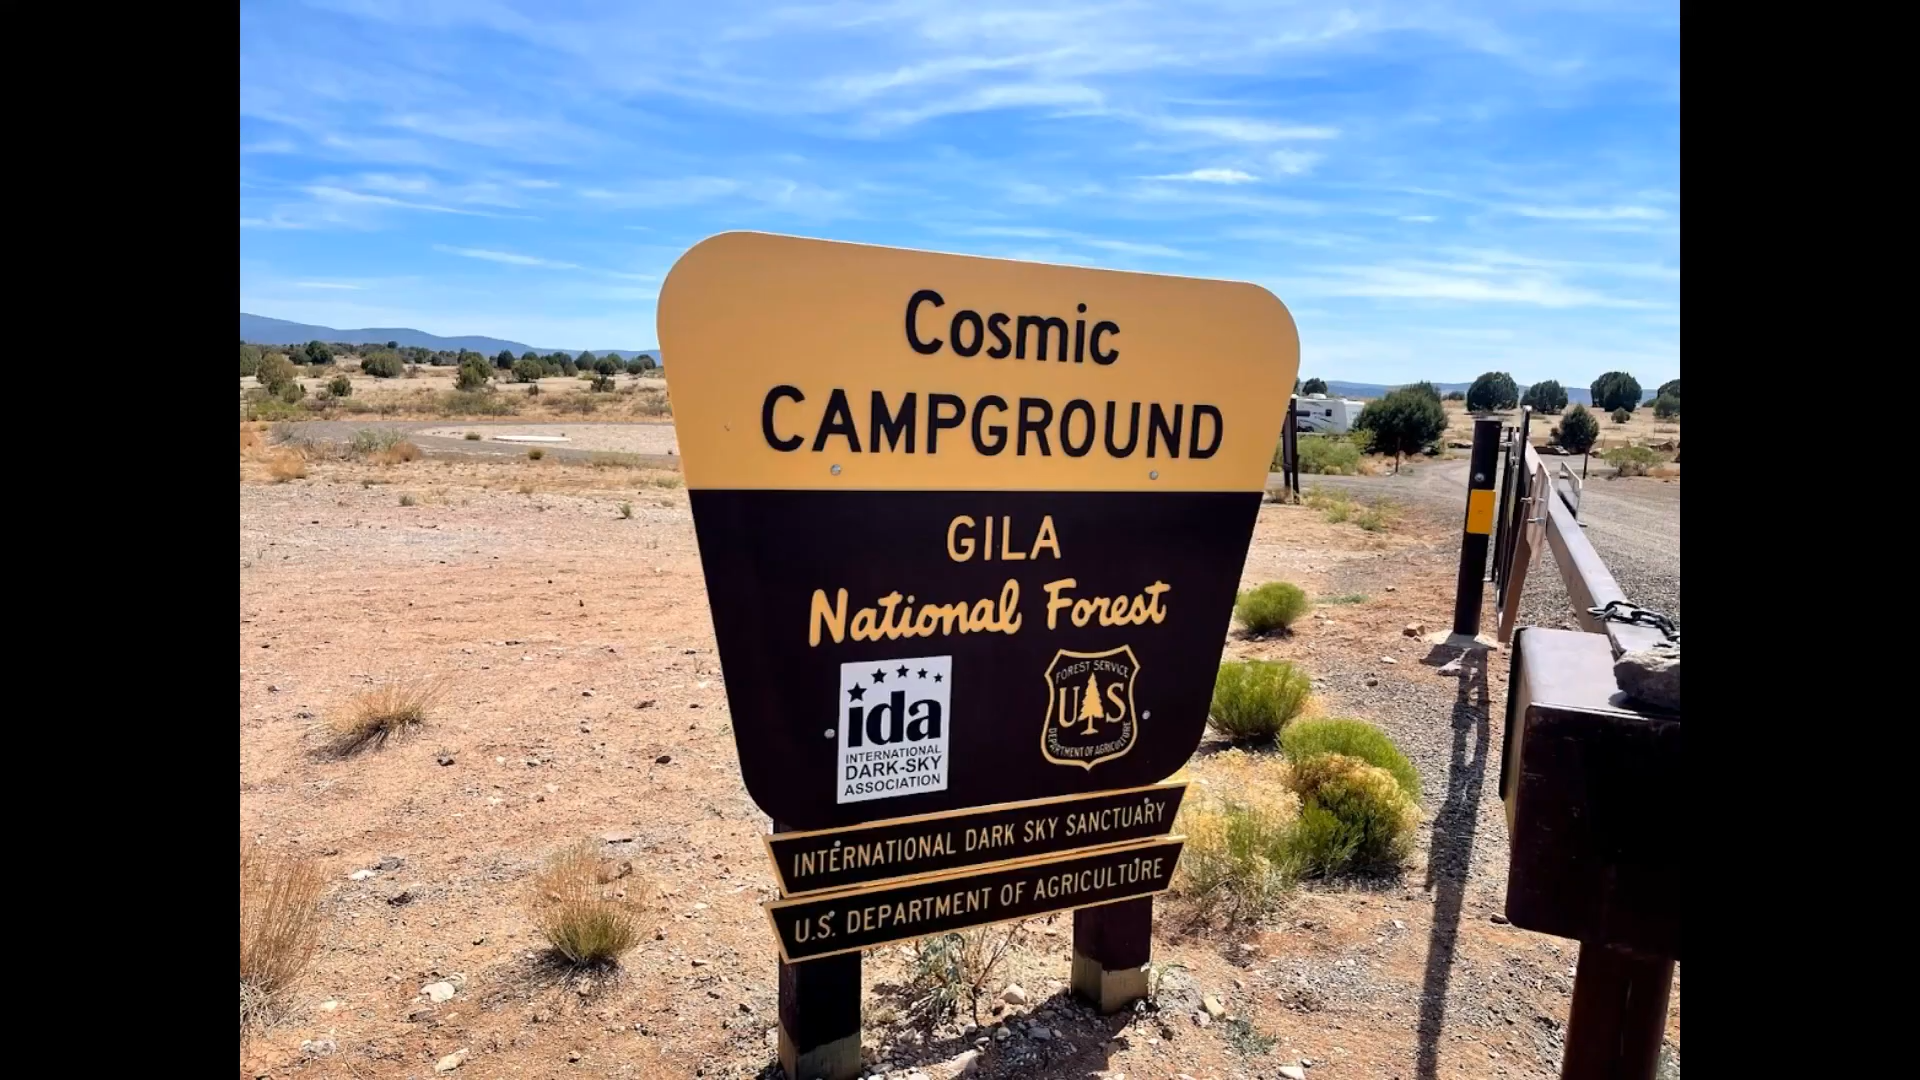 Cosmic
CAMPGROUND
GILA
National Forest
ida
INTERNATIONAL
DARK-SKY
ASSOCIATION
FOREST SERVICE
US
DEPARTMENT OF AGRICULTURE
INTERNATIONAL DARK SKY SANCTUARY
U.S. DEPARTMENT OF AGRICULTURE